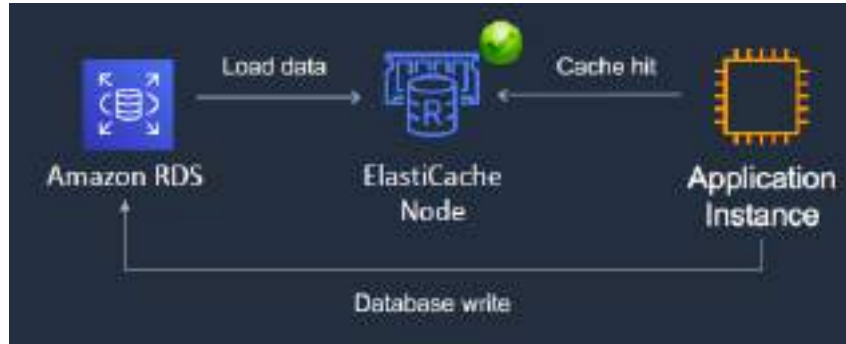 Load data
Cache hit
R
Amazon RDS
ElastiCache
Node
Application
Instance
Database write